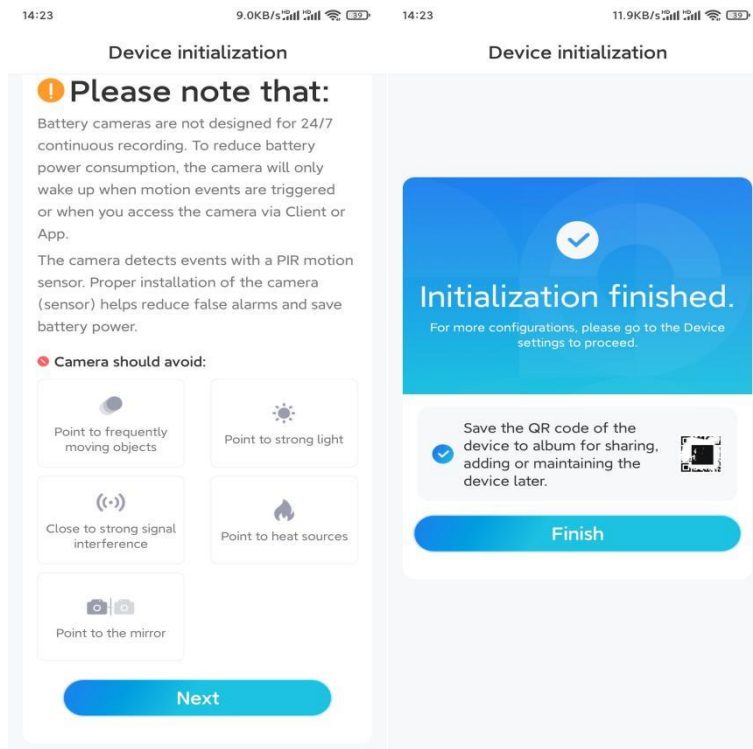 14:23
9.0KB/s
39
Device initialization
Please note that:
Battery cameras are not designed for 24/7
continuous recording. To reduce battery
power consumption, the camera will only
wake up when motion events are triggered
or when you access the camera via Client or
App.
The camera detects events with a PIR motion
sensor. Proper installation of the camera
(sensor) helps reduce false alarms and save
battery power.
Camera should avoid:
Point to frequently
moving objects
Point to strong light
Close to strong signal
interference
Point to heat sources
Point to the mirror
Next
14:23
11.9KB/s
39
Device initialization
Initialization finished.
For more configurations, please go to the Device
settings to proceed.
Save the QR code of the
device to album for sharing,
adding or maintaining the
device later.
Finish